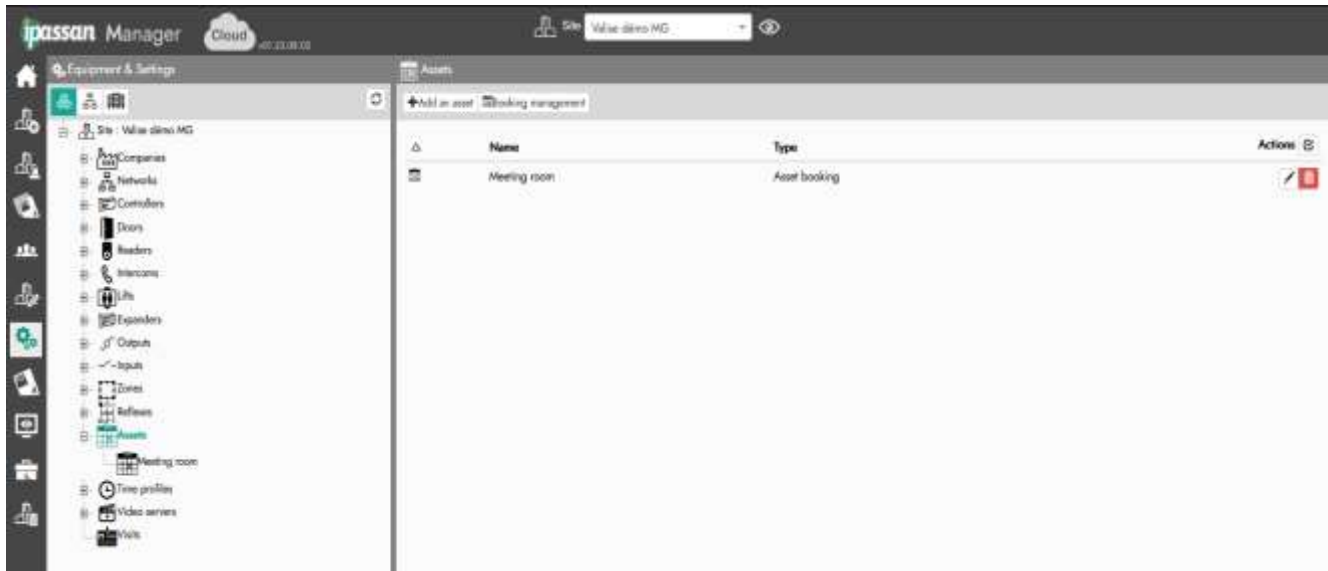 ipassan Manager Cloud
Site Valise démo MG
Equipment & Settings
Assets
Add an asset Booking management
Site : Valise démo MG
Companies
Networks
Controllers
Doors
Readers
Intercoms
Lifts
Expanders
Outputs
Inputs
Zones
Reflexes
Assets
Meeting room
Time profiles
Video servers
Visits
Name Type Actions
Meeting room Asset booking